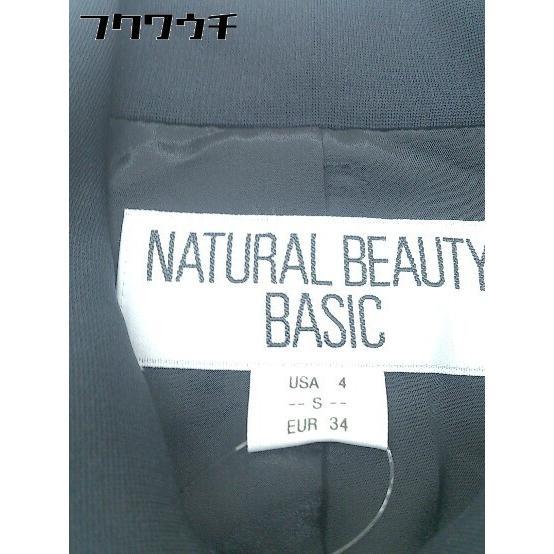 フクワウチ
NATURAL BEAUTY
BASIC
USA 4
-- S --
EUR 34